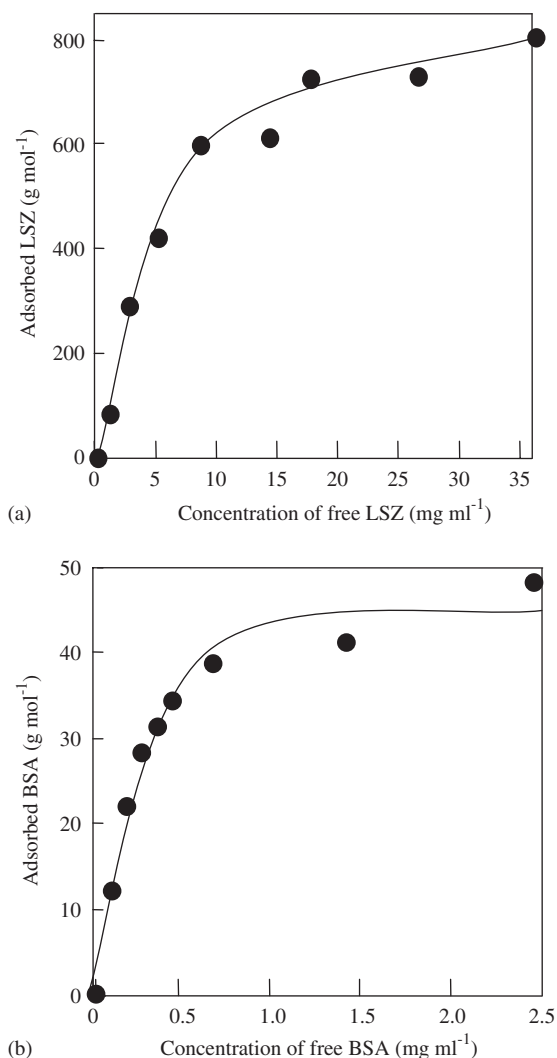 800
600
400
200
0
Adsorbed LSZ (g mol⁻¹)
0 5 10 15 20 25 30 35
(a) Concentration of free LSZ (mg ml⁻¹)
50
40
30
20
10
0
Adsorbed BSA (g mol⁻¹)
0 0.5 1.0 1.5 2.0 2.5
(b) Concentration of free BSA (mg ml⁻¹)